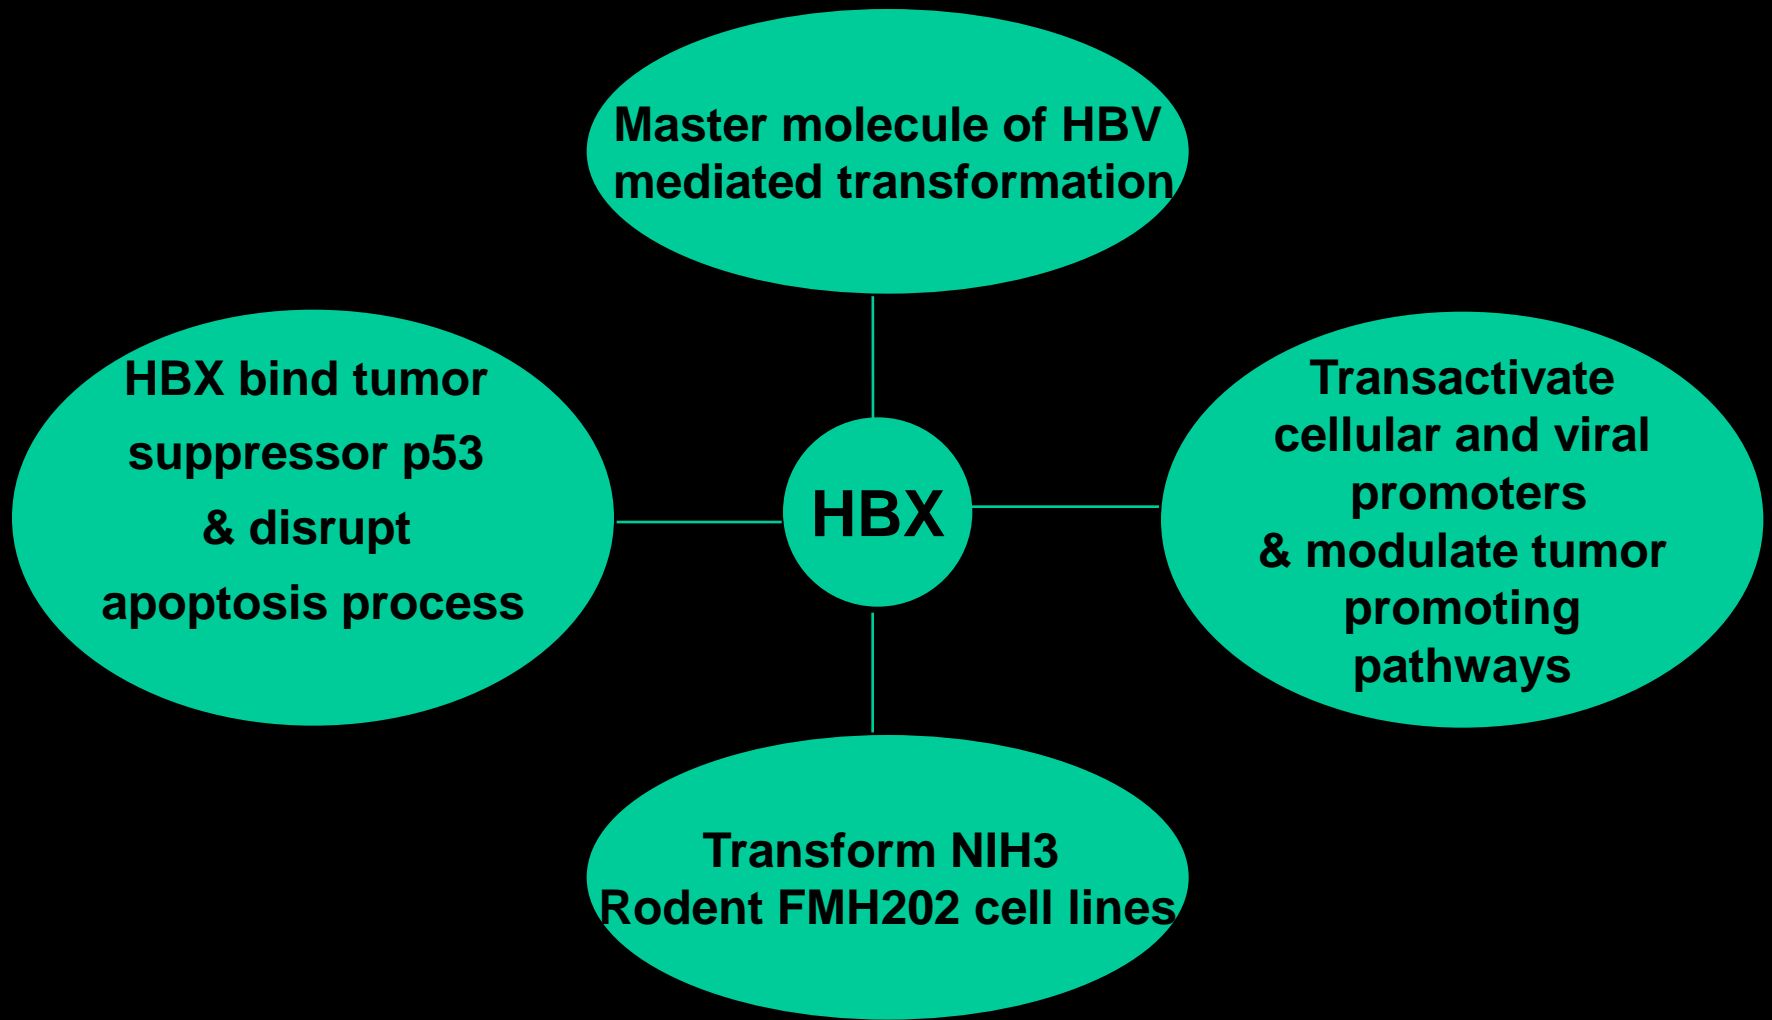 Master molecule of HBV
mediated transformation
HBX bind tumor
suppressor p53
& disrupt
apoptosis process
HBX
Transactivate
cellular and viral
promoters
& modulate tumor
promoting
pathways
Transform NIH3
Rodent FMH202 cell lines